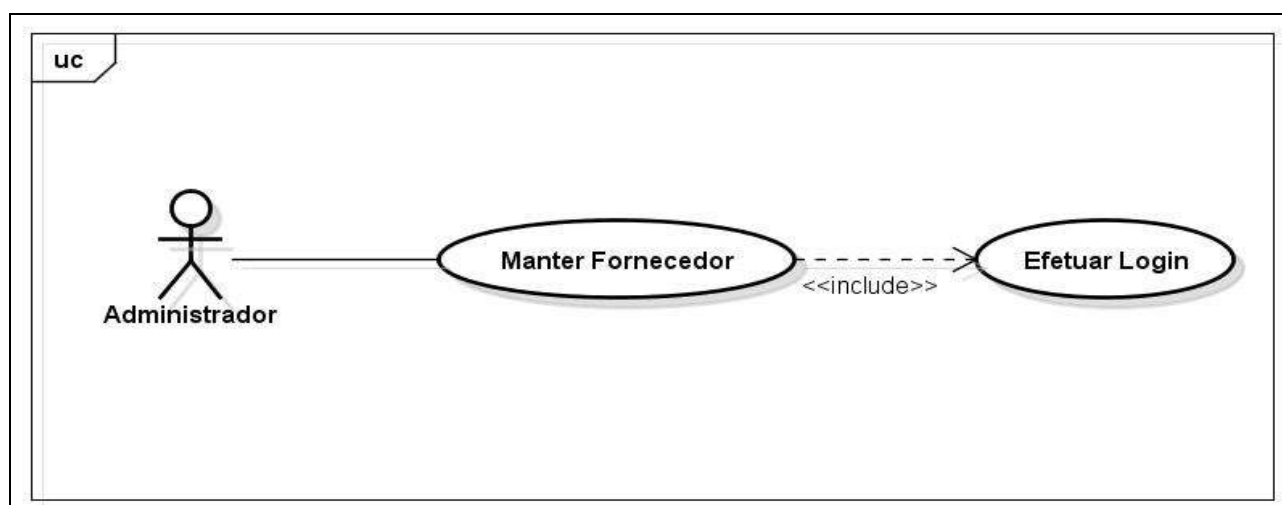 uc
Manter Fornecedor
Efetuar Login
<<include>>
Administrador